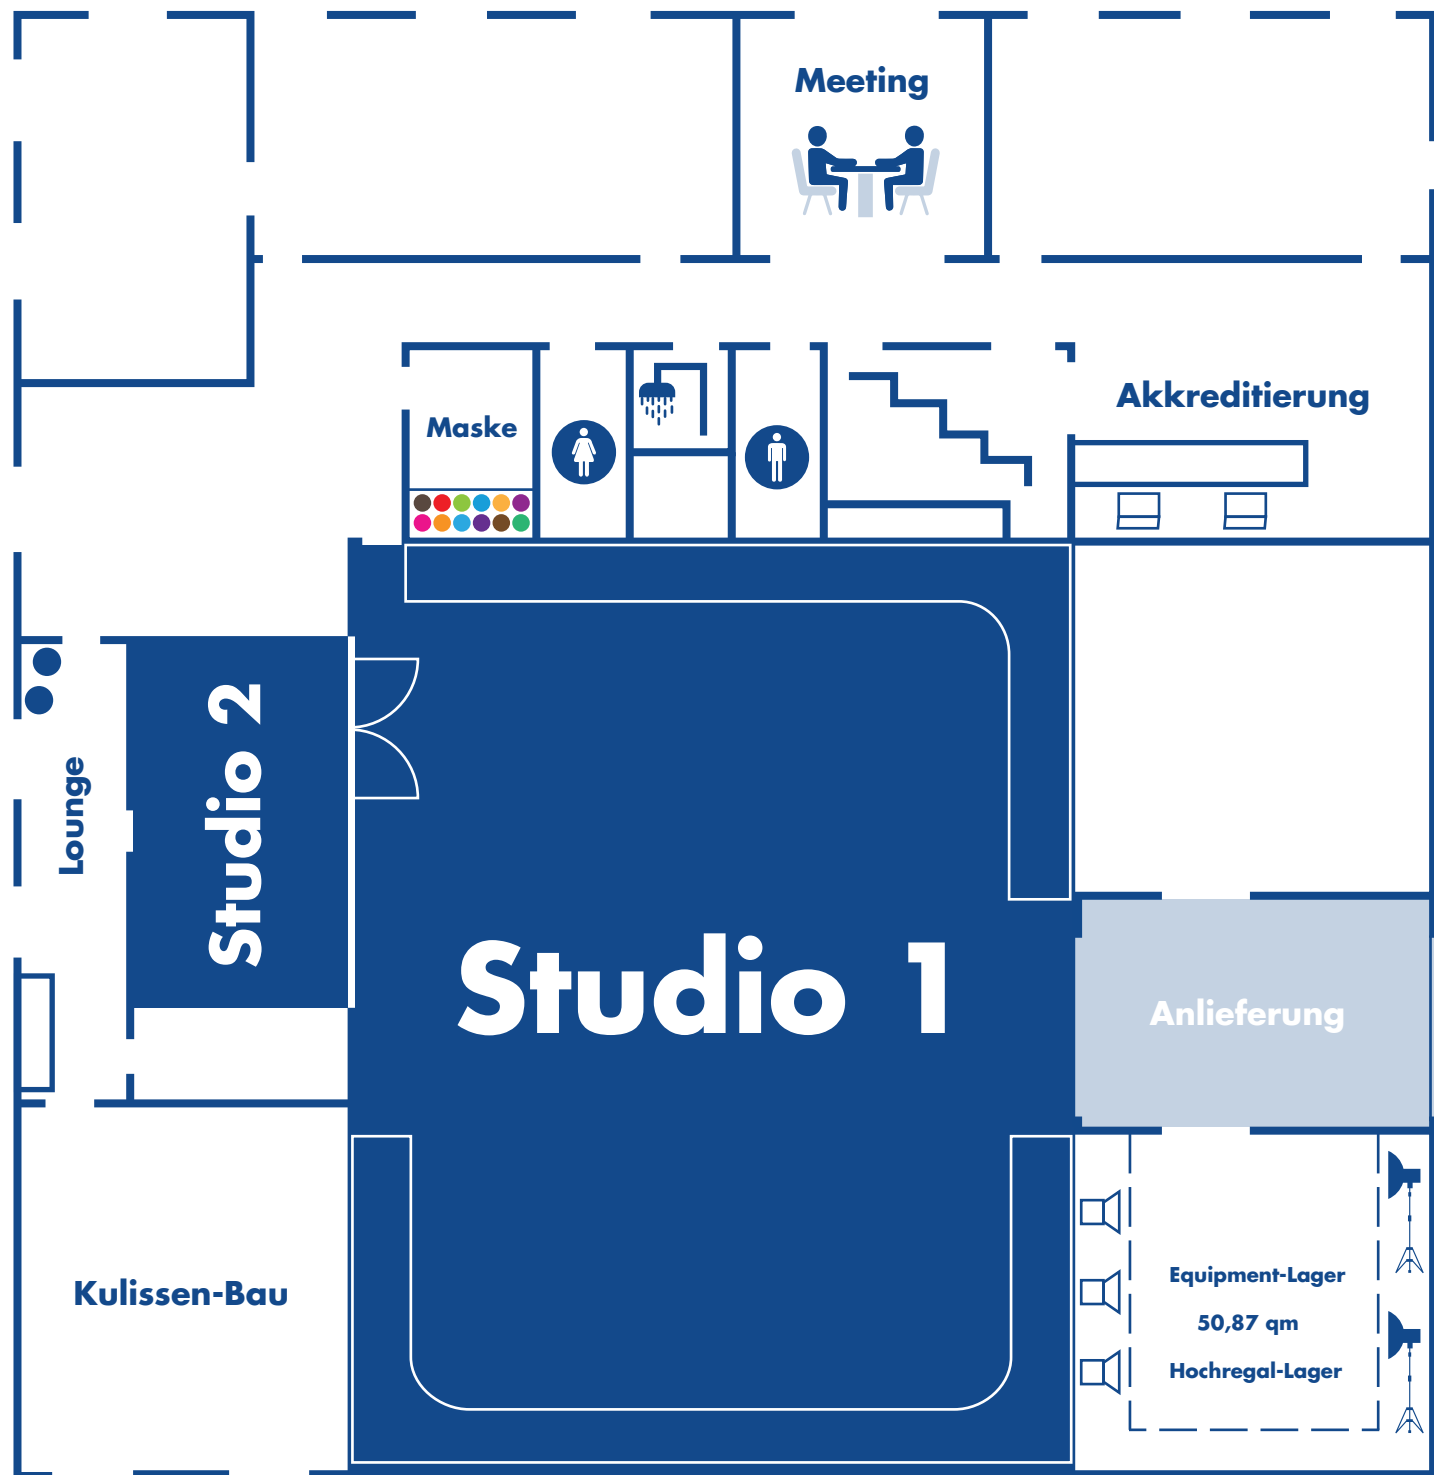 Meeting
Akkreditierung
Maske
Studio 2
Lounge
Studio 1
Anlieferung
Kulissen-Bau
Equipment-Lager
50,87 qm
Hochregal-Lager